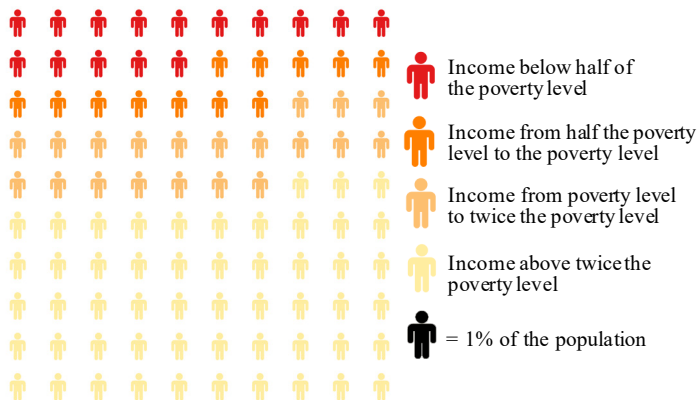 Income below half of
the poverty level
Income from half the poverty
level to the poverty level
Income from poverty level
to twice the poverty level
Income above twice the
poverty level
= 1% of the population